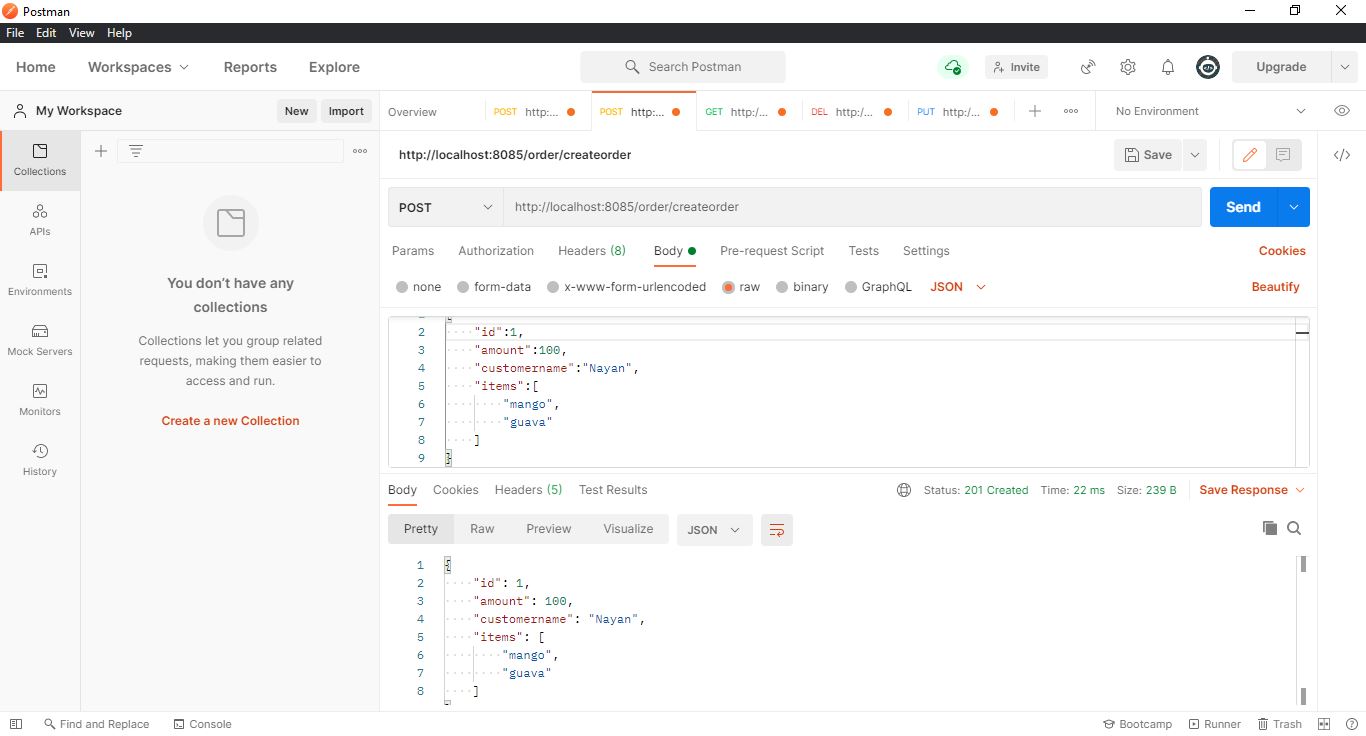 Postman
File Edit View Help
Home Workspaces Reports Explore Search Postman Invite Upgrade
My Workspace New Import Overview POST http:... POST http:... GET http:/... DEL http:/... PUT http:/... No Environment
Collections
APIs
Environments
Mock Servers
Monitors
History
You don't have any
collections
Collections let you group related
requests, making them easier to
access and run.
Create a new Collection
http://localhost:8085/order/createorder Save
POST http://localhost:8085/order/createorder Send
Params Authorization Headers (8) Body Pre-request Script Tests Settings Cookies
none form-data x-www-form-urlencoded raw binary GraphQL JSON Beautify
2 "id":1,
3 "amount":100,
4 "customername":"Nayan",
5 "items":[
6 "mango",
7 "guava"
8 ]
9 }
Body Cookies Headers (5) Test Results Status: 201 Created Time: 22 ms Size: 239 B Save Response
Pretty Raw Preview Visualize JSON
1 {
2 "id": 1,
3 "amount": 100,
4 "customername": "Nayan",
5 "items": [
6 "mango",
7 "guava"
8 ]
Find and Replace Console Bootcamp Runner Trash